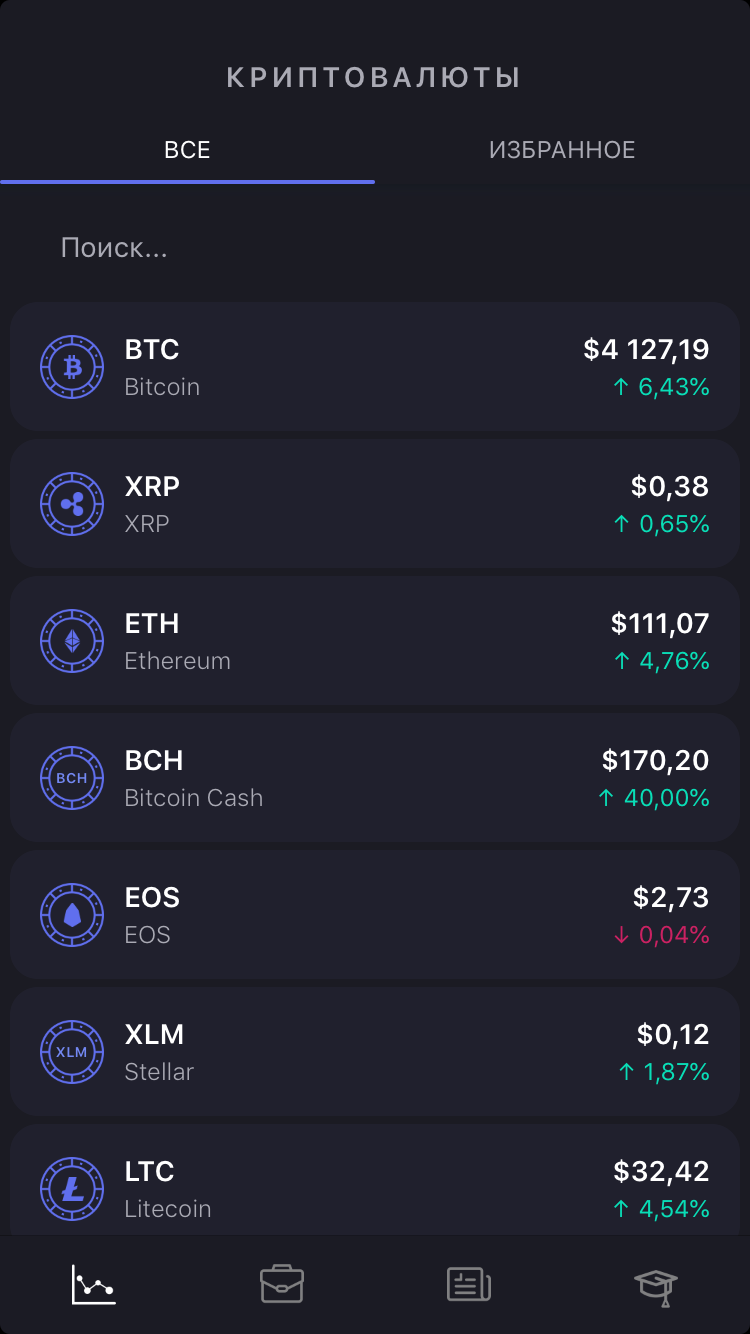 КРИПТОВАЛЮТЫ
ВСЕ ИЗБРАННОЕ
Поиск...
BTC $4 127,19
Bitcoin ↑ 6,43%
XRP $0,38
XRP ↑ 0,65%
ETH $111,07
Ethereum ↑ 4,76%
BCH BCH $170,20
Bitcoin Cash ↑ 40,00%
EOS $2,73
EOS ↓ 0,04%
XLM XLM $0,12
Stellar ↑ 1,87%
LTC $32,42
Litecoin ↑ 4,54%